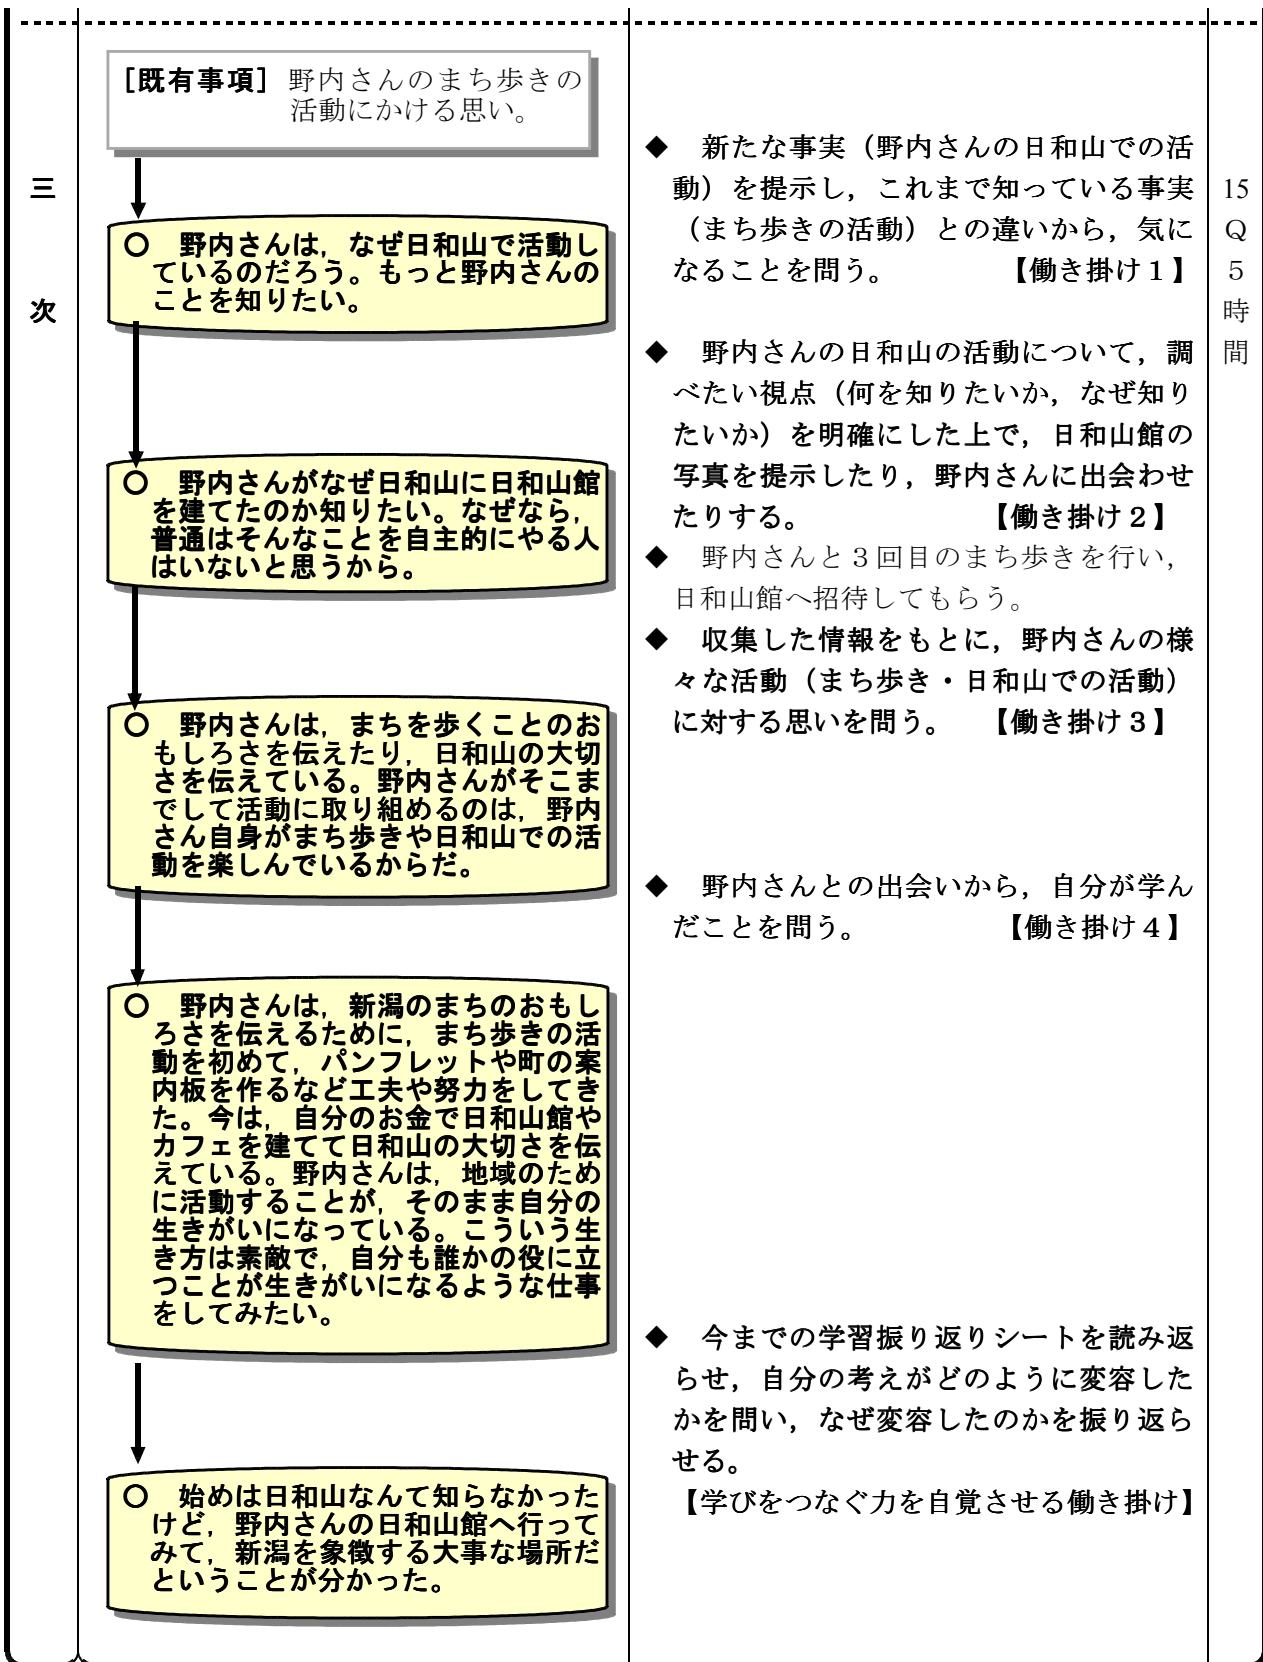 三
次
［既有事項］野内さんのまち歩きの
活動にかける思い。
○　野内さんは，なぜ日和山で活動し
ているのだろう。もっと野内さんの
ことを知りたい。
○　野内さんがなぜ日和山に日和山館
を建てたのか知りたい。なぜなら，
普通はそんなことを自主的にやる人
はいないと思うから。
○　野内さんは，まちを歩くことのお
もしろさを伝えたり，日和山の大切
さを伝えている。野内さんがそこま
でして活動に取り組めるのは，野内
さん自身がまち歩きや日和山での活
動を楽しんでいるからだ。
○　野内さんは，新潟のまちのおもし
ろさを伝えるために，まち歩きの活
動を初めて，パンフレットや町の案
内板を作るなど工夫や努力をしてき
た。今は，自分のお金で日和山館や
カフェを建てて日和山の大切さを伝
えている。野内さんは，地域のため
に活動することが，そのまま自分の
生きがいになっている。こういう生
き方は素敵で，自分も誰かの役に立
つことが生きがいになるような仕事
をしてみたい。
○　始めは日和山なんて知らなかった
けど，野内さんの日和山館へ行って
みて，新潟を象徴する大事な場所だ
ということが分かった。
◆　新たな事実（野内さんの日和山での活
動）を提示し，これまで知っている事実
（まち歩きの活動）との違いから，気に
なることを問う。　【働き掛け１】
◆　野内さんの日和山の活動について，調
べたい視点（何を知りたいか，なぜ知り
たいか）を明確にした上で，日和山館の
写真を提示したり，野内さんに出会わせ
たりする。　【働き掛け２】
◆　野内さんと３回目のまち歩きを行い，
日和山館へ招待してもらう。
◆　収集した情報をもとに，野内さんの様
々な活動（まち歩き・日和山での活動）
に対する思いを問う。　【働き掛け３】
◆　野内さんとの出会いから，自分が学ん
だことを問う。　【働き掛け４】
◆　今までの学習振り返りシートを読み返
らせ，自分の考えがどのように変容した
かを問い，なぜ変容したのかを振り返ら
せる。
【学びをつなぐ力を自覚させる働き掛け】
15
Q
５
時
間